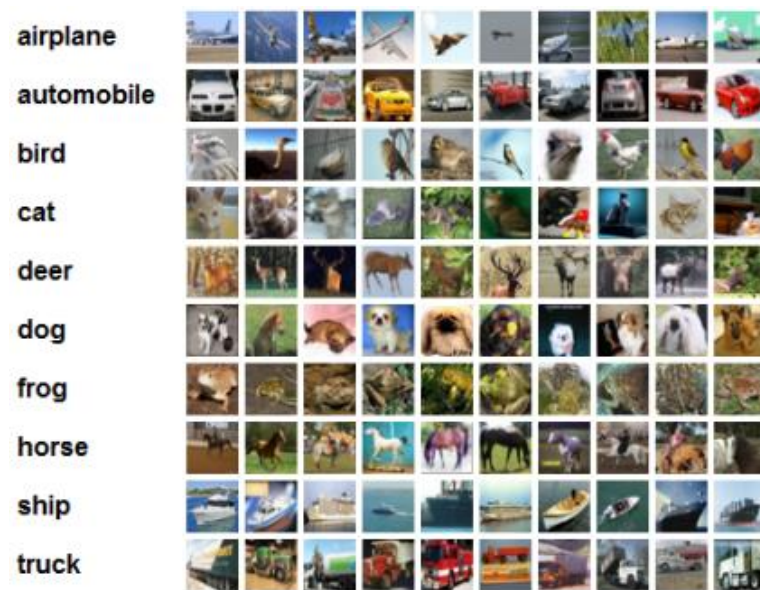 airplane
automobile
bird
cat
deer
dog
frog
horse
ship
truck